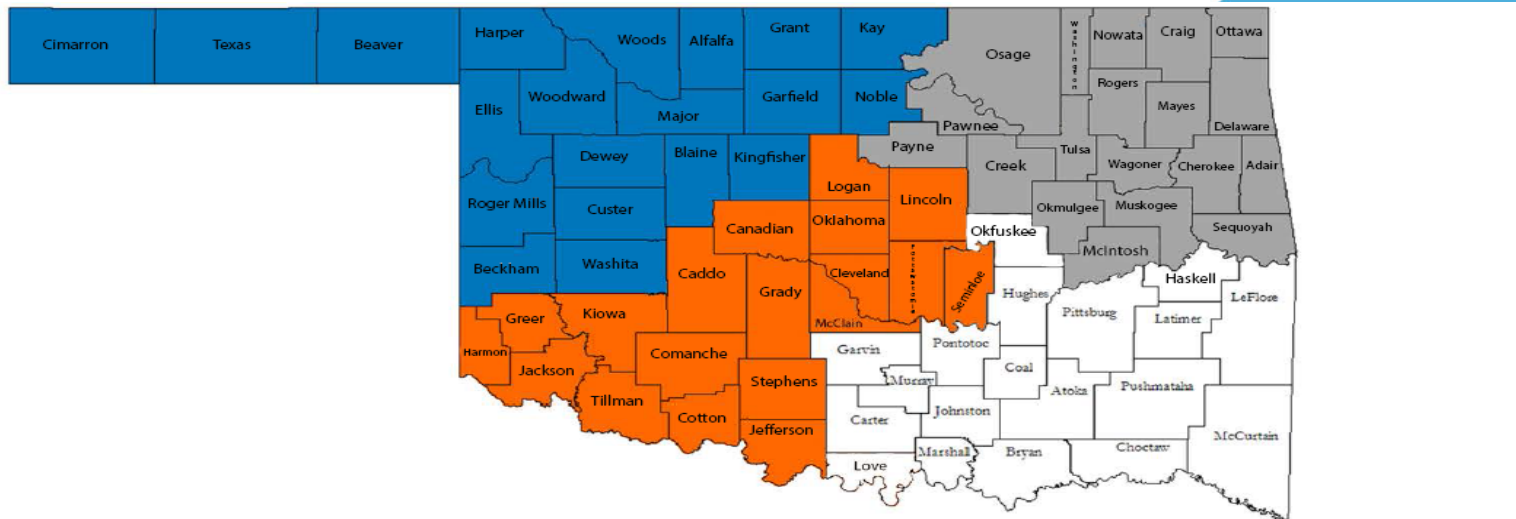 Cimarron
Texas
Beaver
Harper
Woods
Alfalfa
Grant
Kay
Osage
Washington
Nowata
Craig
Ottawa
Ellis
Woodward
Major
Garfield
Noble
Pawnee
Rogers
Mayes
Delaware
Dewey
Blaine
Kingfisher
Payne
Creek
Tulsa
Wagoner
Cherokee
Adair
Roger Mills
Custer
Logan
Lincoln
Okmulgee
Muskogee
Canadian
Oklahoma
Okfuskee
Sequoyah
Beckham
Washita
Caddo
Cleveland
Pottawatomie
Seminloe
McIntosh
Haskell
Grady
Hughes
Pittsburg
Latimer
LeFlore
Greer
Kiowa
McClain
Harmon
Jackson
Comanche
Garvin
Pontotoc
Coal
Tillman
Stephens
Murray
Atoka
Pushmataha
Cotton
Carter
Johnston
Jefferson
Love
Marshall
Bryan
Choctaw
McCurtain